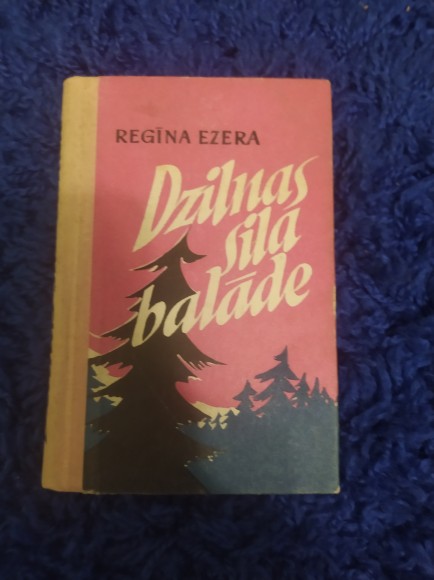 REGĪNA EZERA
Dzilnas
sila
balāde